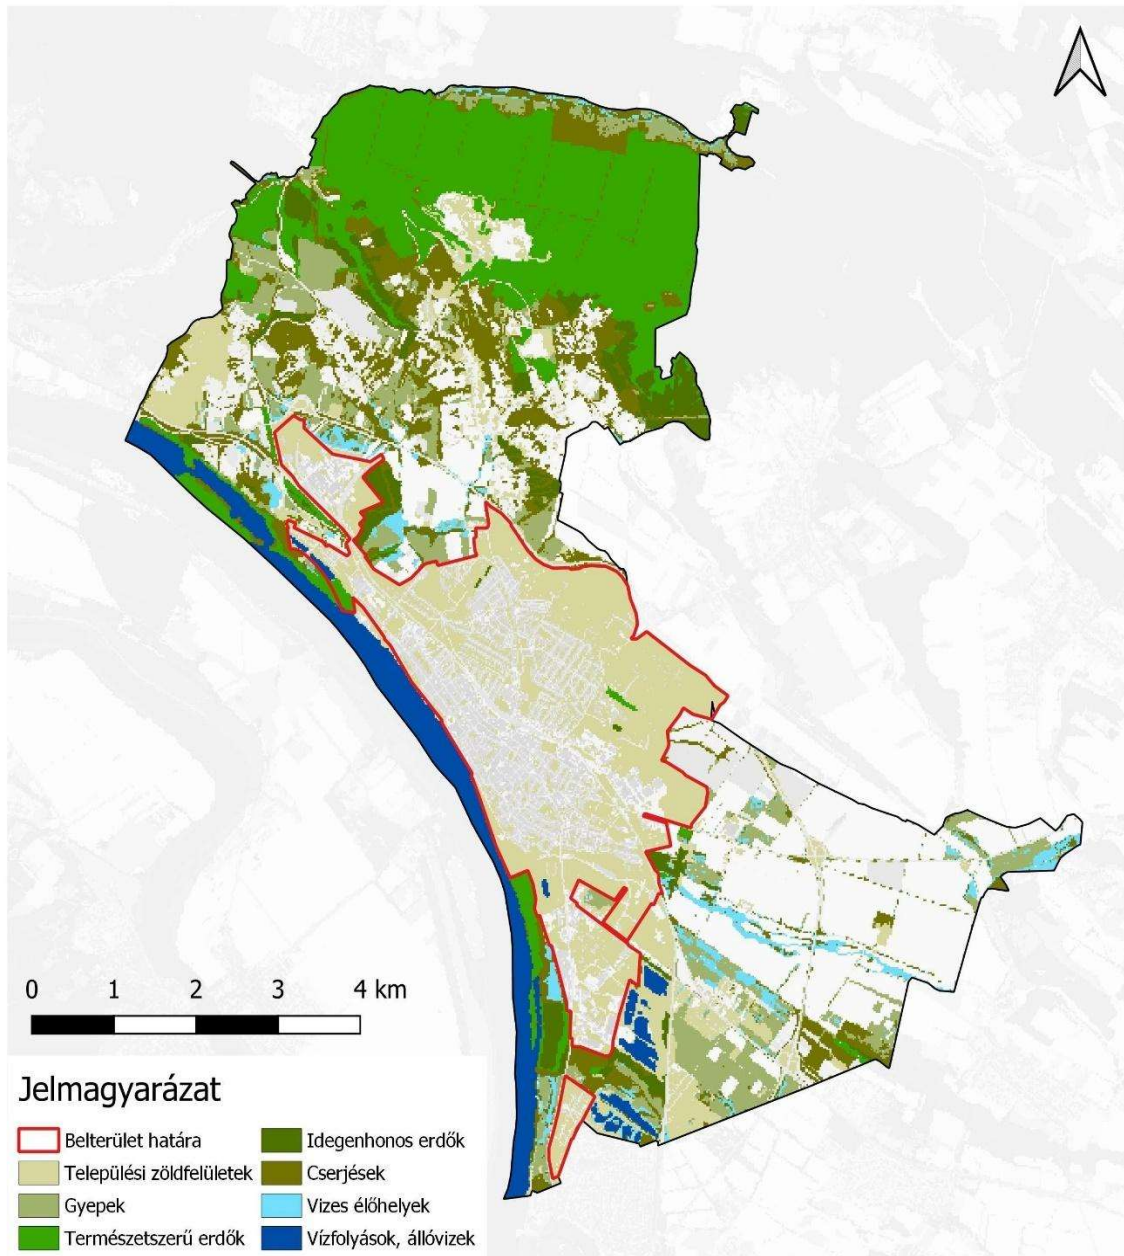 0 1 2 3 4 km
Jelmagyarázat
Belterület határa
Települési zöldfelületek
Gyepek
Természetszerű erdők
Idegenhonos erdők
Cserjések
Vizes élőhelyek
Vízfolyások, állóvizek